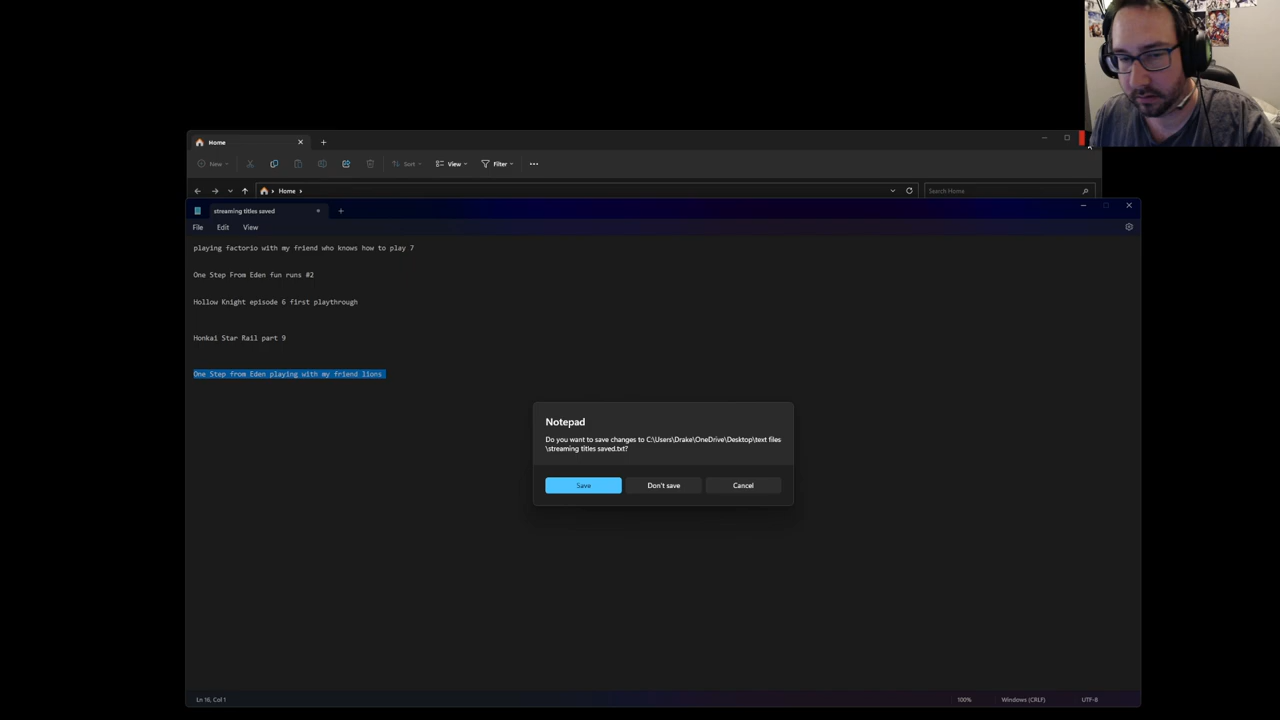 Home
New
Sort
View
Filter
Home
Search Home
streaming titles saved
File Edit View
playing factorio with my friend who knows how to play 7
One Step From Eden fun runs #2
Hollow Knight episode 6 first playthrough
Honkai Star Rail part 9
One Step from Eden playing with my friend lions
Notepad
Do you want to save changes to C:\Users\Drake\OneDrive\Desktop\text files
\streaming titles saved.txt?
Save Don't save Cancel
Ln 16, Col 1 100% Windows (CRLF) UTF-8